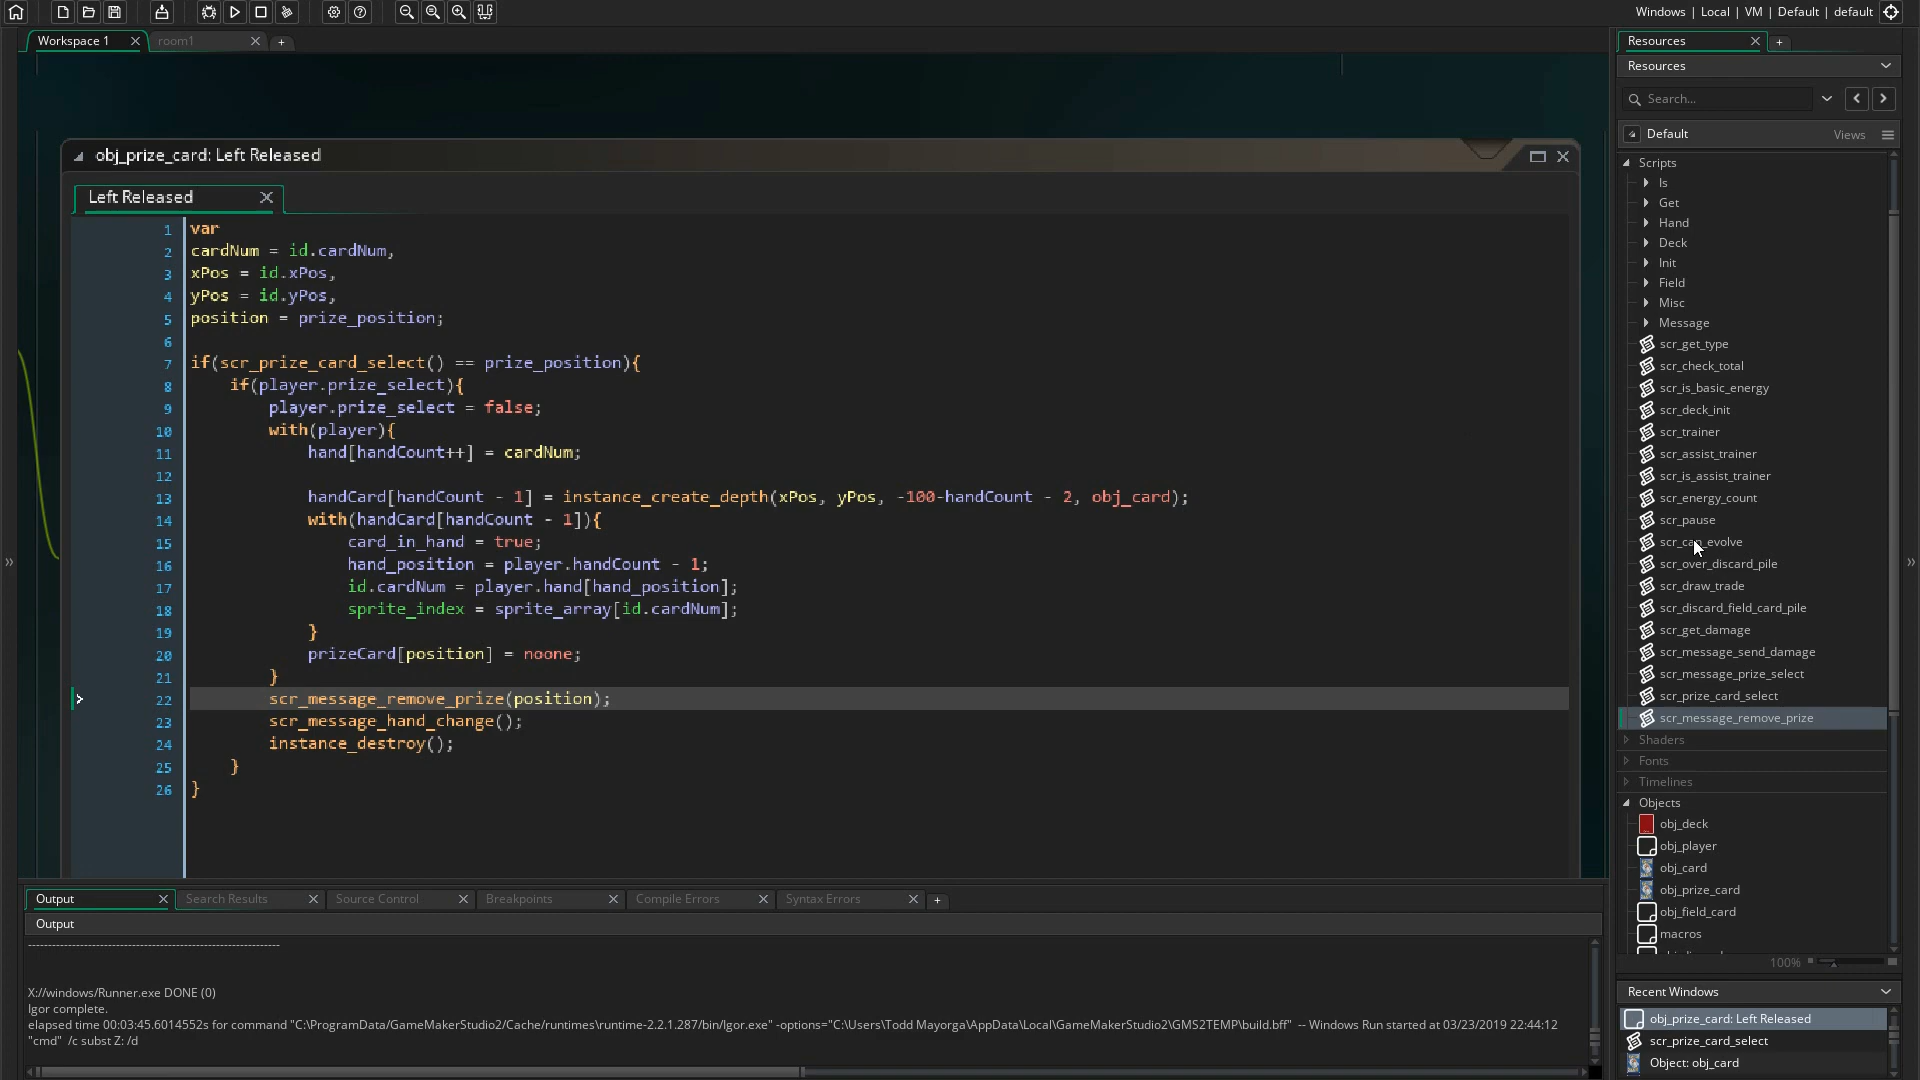 Windows | Local | VM | Default | default
Workspace 1
room1
+
Resources
+
Resources
Search...
Default
Views
obj_prize_card: Left Released
Left Released
1 var
2 cardNum = id.cardNum,
3 xPos = id.xPos,
4 yPos = id.yPos,
5 position = prize_position;
6
7 if(scr_prize_card_select() == prize_position){
8 if(player.prize_select){
9 player.prize_select = false;
10 with(player){
11 hand[handCount++] = cardNum;
12
13 handCard[handCount - 1] = instance_create_depth(xPos, yPos, -100-handCount - 2, obj_card);
14 with(handCard[handCount - 1]){
15 card_in_hand = true;
16 hand_position = player.handCount - 1;
17 id.cardNum = player.hand[hand_position];
18 sprite_index = sprite_array[id.cardNum];
19 }
20 prizeCard[position] = noone;
21 }
22 scr_message_remove_prize(position);
23 scr_message_hand_change();
24 instance_destroy();
25 }
26 }
Scripts
Is
Get
Hand
Deck
Init
Field
Misc
Message
scr_get_type
scr_check_total
scr_is_basic_energy
scr_deck_init
scr_trainer
scr_assist_trainer
scr_is_assist_trainer
scr_energy_count
scr_pause
scr_can_evolve
scr_over_discard_pile
scr_draw_trade
scr_discard_field_card_pile
scr_get_damage
scr_message_send_damage
scr_message_prize_select
scr_prize_card_select
scr_message_remove_prize
Shaders
Fonts
Timelines
Objects
obj_deck
obj_player
obj_card
obj_prize_card
obj_field_card
macros
100%
Recent Windows
obj_prize_card: Left Released
scr_prize_card_select
Object: obj_card
Output
Search Results
Source Control
Breakpoints
Compile Errors
Syntax Errors
+
Output
----------------------------------------------------------------
X://windows/Runner.exe DONE (0)
Igor complete.
elapsed time 00:03:45.6014552s for command "C:\ProgramData/GameMakerStudio2/Cache/runtimes\runtime-2.2.1.287/bin/Igor.exe" -options="C:\Users\Todd Mayorga\AppData\Local\GameMakerStudio2\GMS2TEMP\build.bff" -- Windows Run started at 03/23/2019 22:44:12
"cmd" /c subst Z: /d